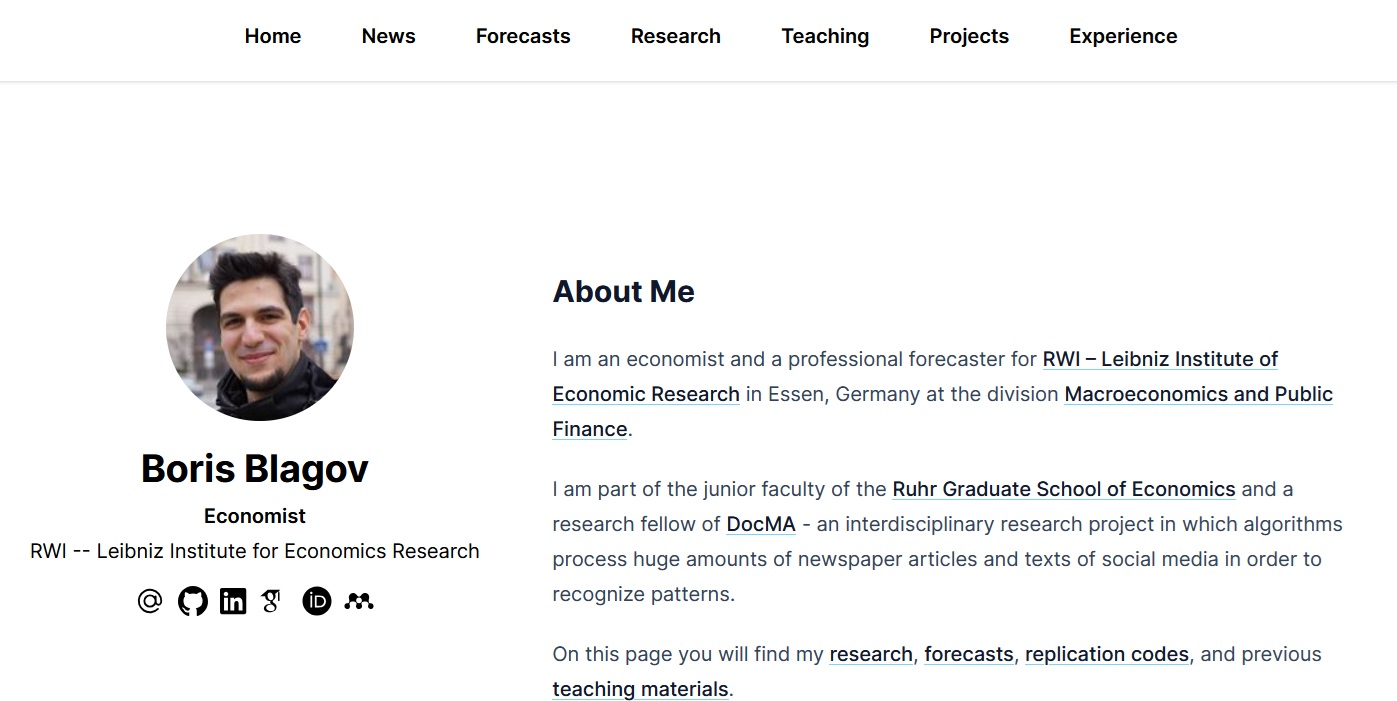 Home News Forecasts Research Teaching Projects Experience
Boris Blagov
Economist
RWI -- Leibniz Institute for Economics Research
About Me
I am an economist and a professional forecaster for RWI – Leibniz Institute of
Economic Research in Essen, Germany at the division Macroeconomics and Public
Finance.
I am part of the junior faculty of the Ruhr Graduate School of Economics and a
research fellow of DocMA - an interdisciplinary research project in which algorithms
process huge amounts of newspaper articles and texts of social media in order to
recognize patterns.
On this page you will find my research, forecasts, replication codes, and previous
teaching materials.